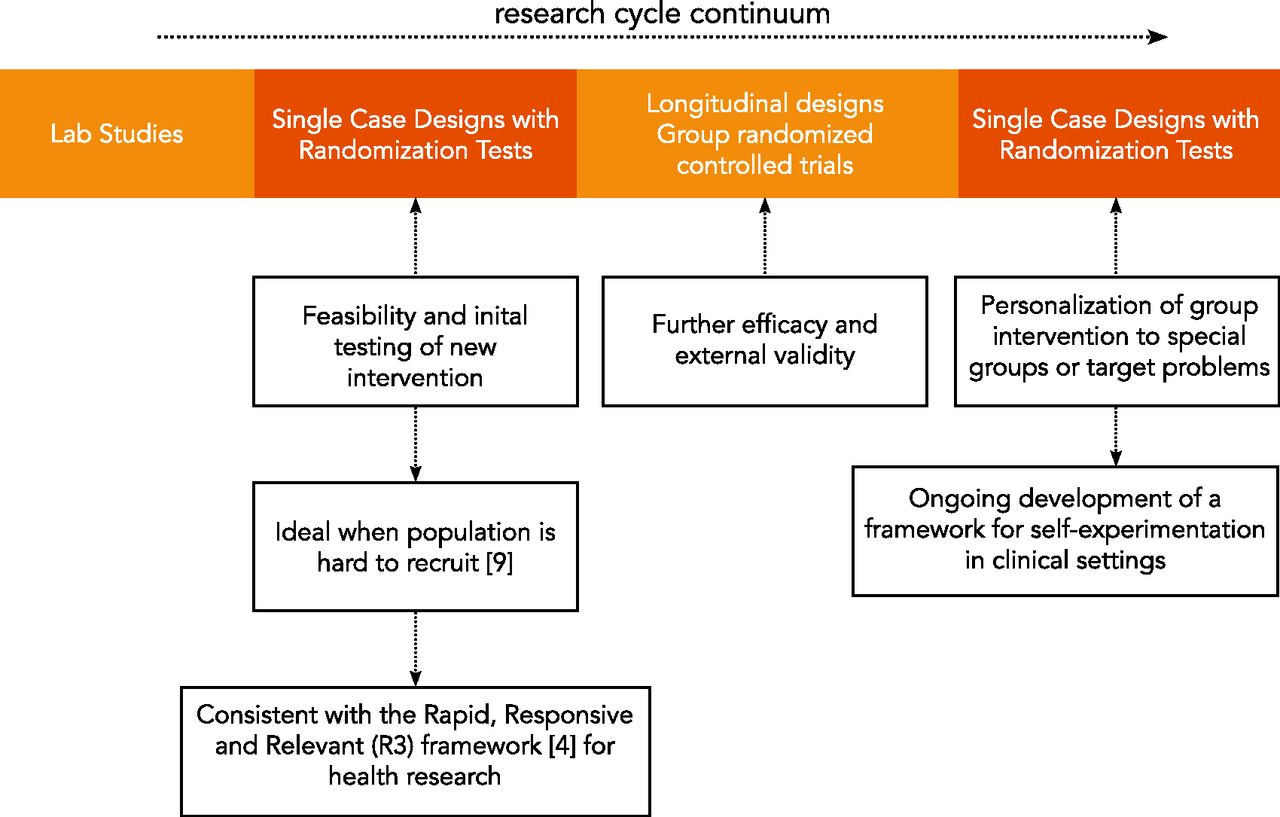 research cycle continuum
Lab Studies
Single Case Designs with
Randomization Tests
Longitudinal designs
Group randomized
controlled trials
Single Case Designs with
Randomization Tests
Feasibility and inital
testing of new
intervention
Further efficacy and
external validity
Personalization of group
intervention to special
groups or target problems
Ideal when population is
hard to recruit [9]
Ongoing development of a
framework for self-experimentation
in clinical settings
Consistent with the Rapid, Responsive
and Relevant (R3) framework [4] for
health research